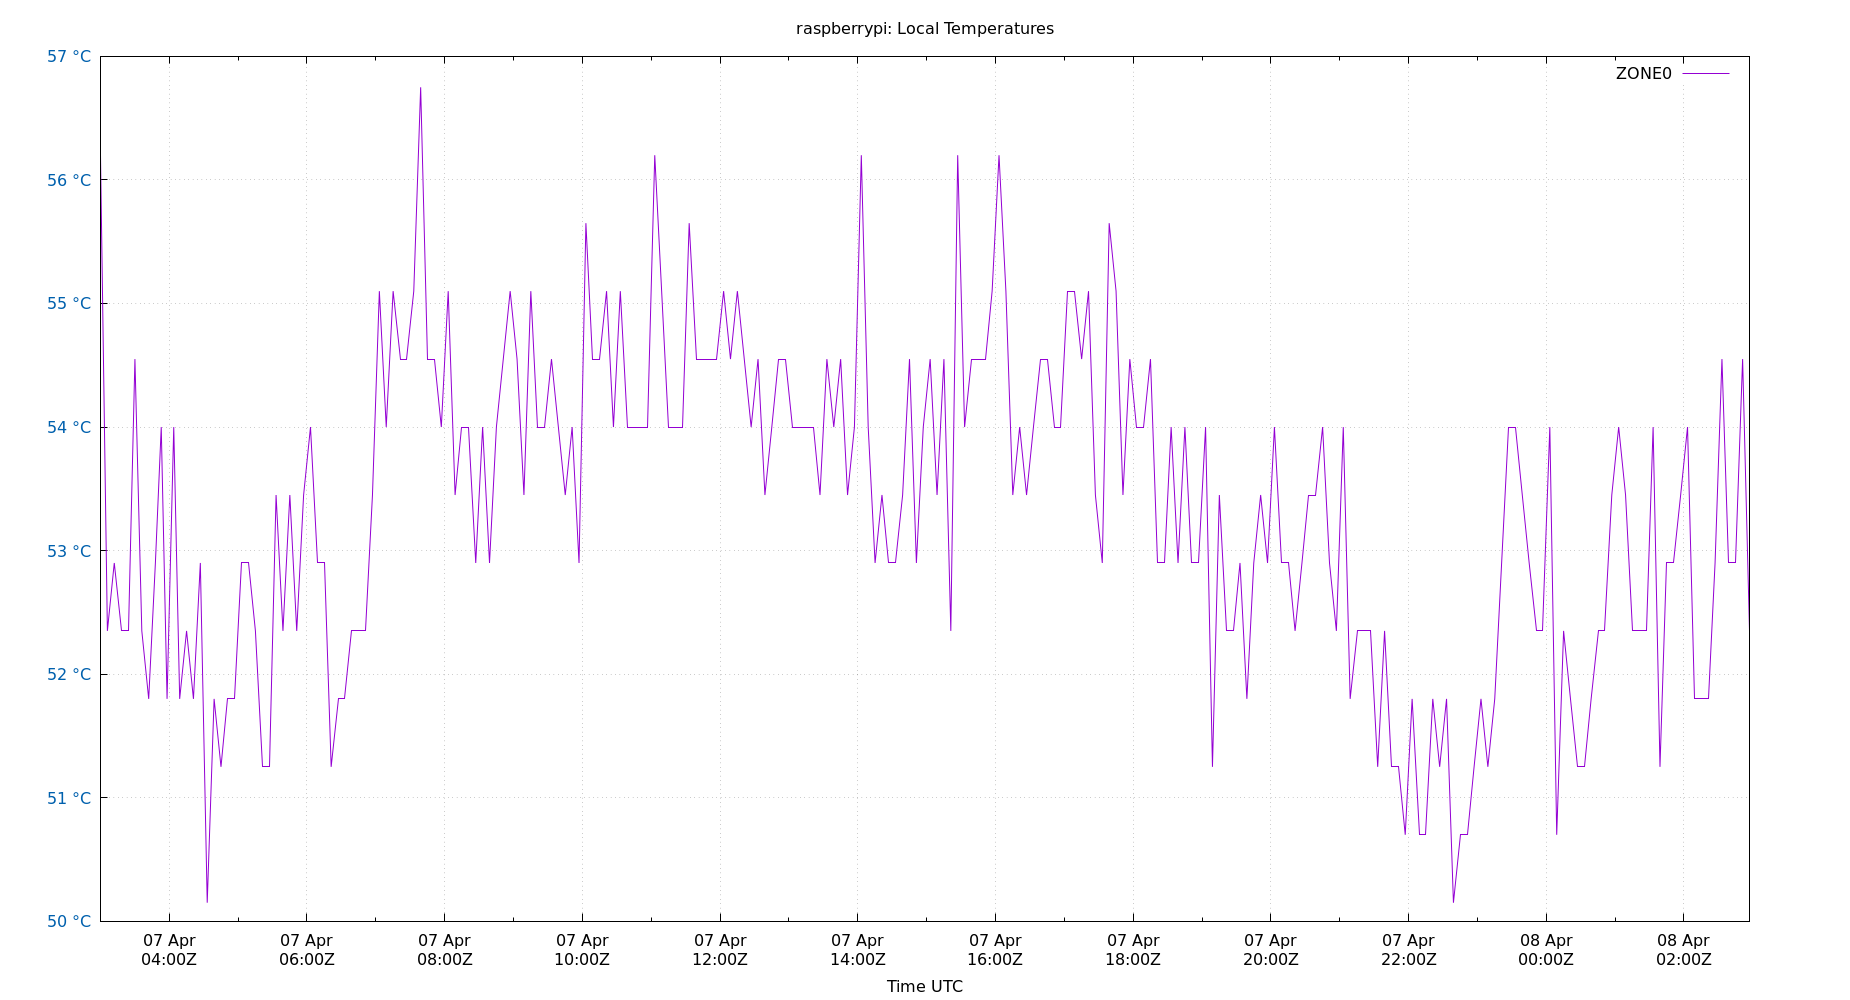 raspberrypi: Local Temperatures
ZONE0
57 °C
56 °C
55 °C
54 °C
53 °C
52 °C
51 °C
50 °C
07 Apr 07 Apr 07 Apr 07 Apr 07 Apr 07 Apr 07 Apr 07 Apr 07 Apr 07 Apr 08 Apr 08 Apr
04:00Z 06:00Z 08:00Z 10:00Z 12:00Z 14:00Z 16:00Z 18:00Z 20:00Z 22:00Z 00:00Z 02:00Z
Time UTC